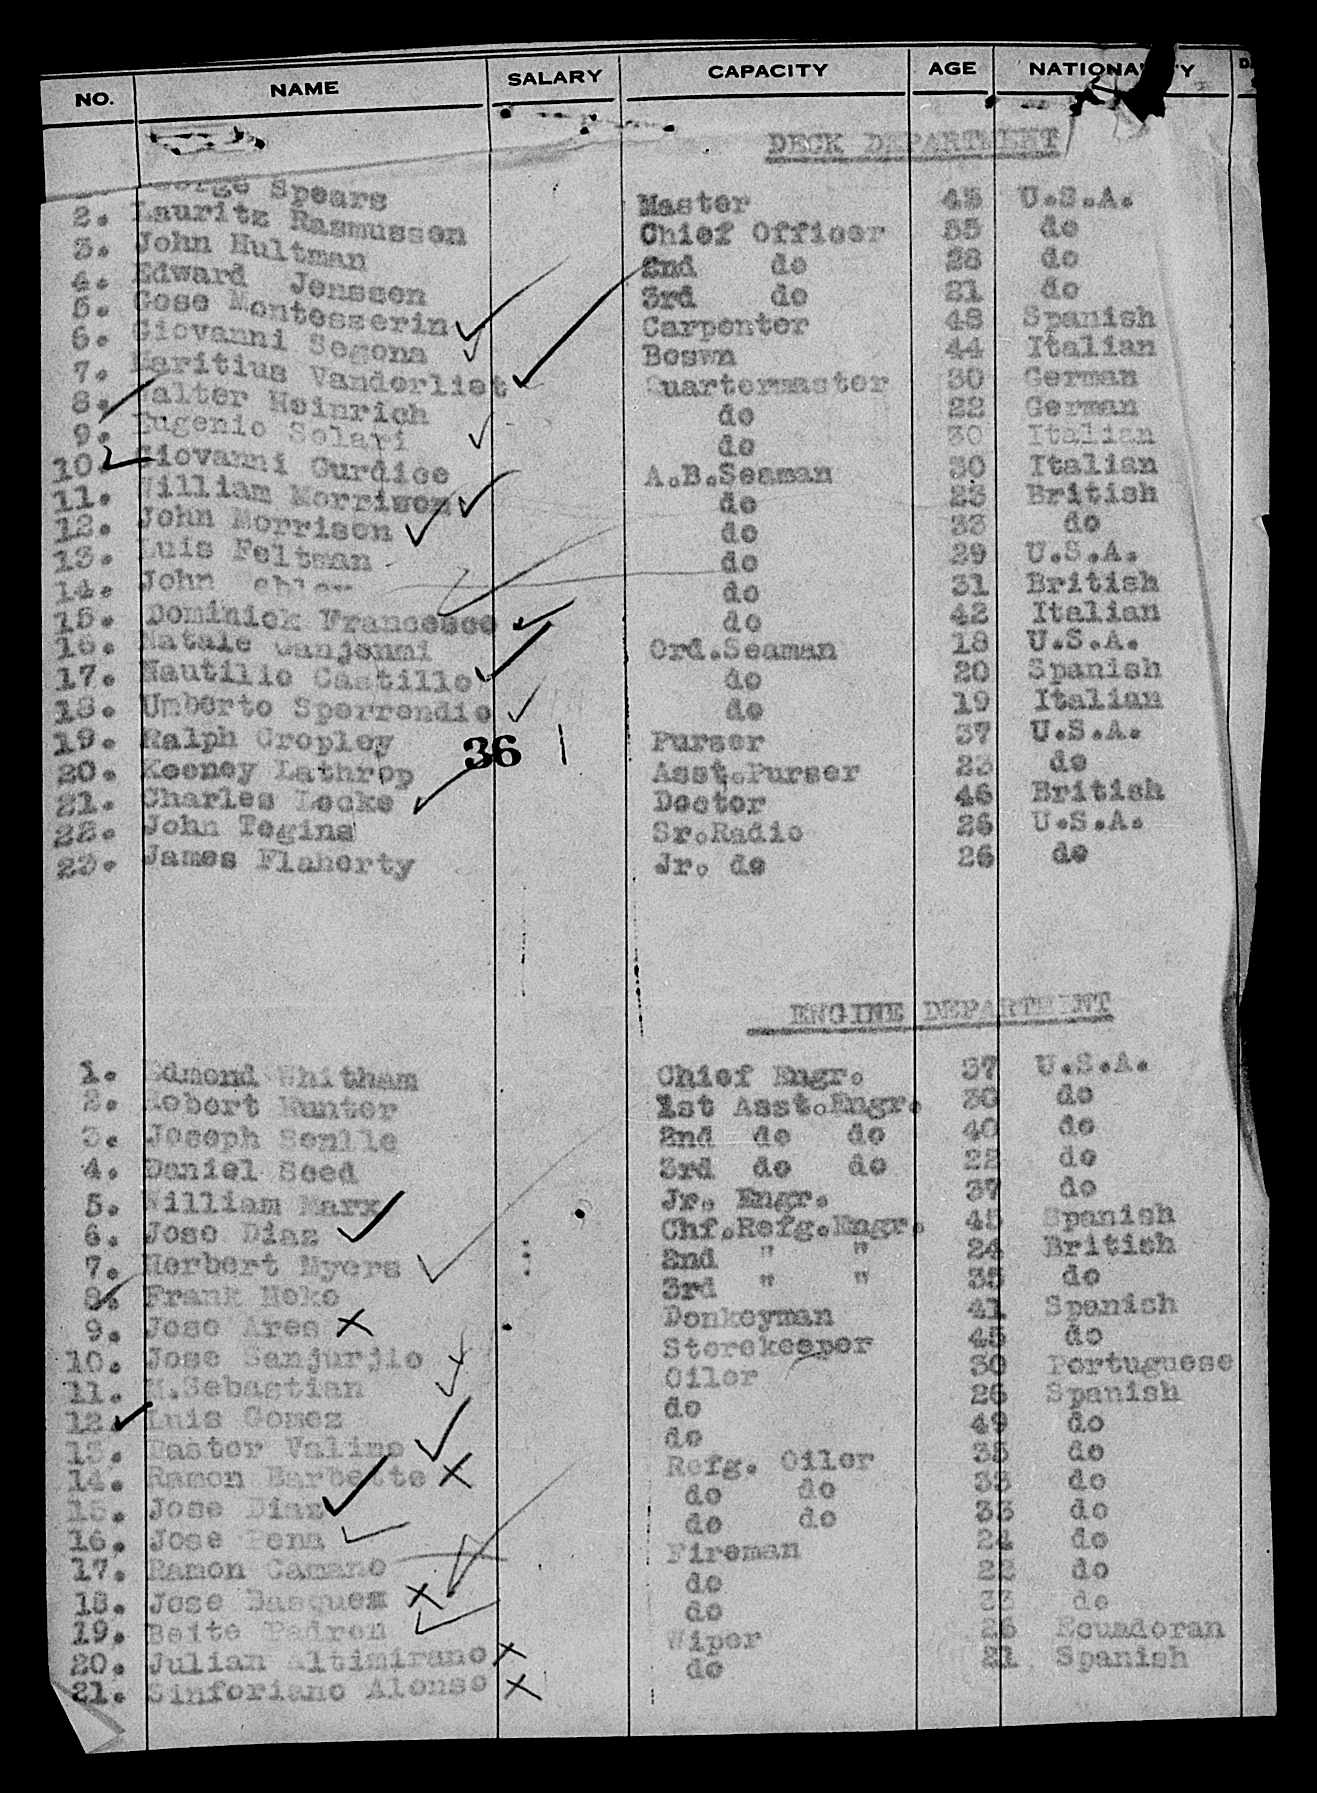 NO. NAME SALARY CAPACITY AGE NATIONALITY
DECK DEPARTMENT
Spears Master 43 U.S.A.
2. Lauritz Rasmussen Chief Officer 35 do
3. John Hultman 2nd do 28 do
4. Edward Jenssen 3rd do 21 do
5. Gose Montesserin Carpenter 48 Spanish
6. Giovanni Segona Boswn 44 Italian
7. Maritius Vanderliet Quartermaster 30 German
8. Walter Heinrich do 22 German
9. Eugenio Solari do 30 Italian
10. Giovanni Gurdice A.B.Seaman 30 Italian
11. William Morrison do 23 British
12. John Morrison do 33 do
13. Luis Feltman do 29 U.S.A.
14. John do 31 British
15. Dominick Francesco do 42 Italian
16. Natale Canjenmi Ord.Seaman 18 U.S.A.
17. Nautilio Castillo do 20 Spanish
18. Umberto Sperrendio do 19 Italian
19. Ralph Cropley 36 Purser 37 U.S.A.
20. Keeney Lathrop Asst.Purser 23 do
21. Charles Locke Doctor 46 British
22. John Tegins Sr.Radio 26 U.S.A.
23. James Flaherty Jr. do 26 do
ENGINE DEPARTMENT
1. Edmond Whitham Chief Engr. 37 U.S.A.
2. Robert Hunter 1st Asst.Engr. 30 do
3. Joseph Senlle 2nd do do 40 do
4. Daniel Seed 3rd do do 22 do
5. William Marx Jr. Engr. 37 do
6. Jose Diaz Chf.Refg.Engr. 45 Spanish
7. Herbert Myers 2nd " " 24 British
8. Frank Heke 3rd " " 35 do
9. Jose Ares Donkeyman 41 Spanish
10. Jose Sanjurjio Storekeeper 45 do
11. M.Sebastian Oiler 30 Portuguese
12. Luis Gomez do 26 Spanish
13. Pastor Valino do 49 do
14. Ramon Barbeite Refg. Oiler 35 do
15. Jose Diaz do do 33 do
16. Jose Pena do do 33 do
17. Ramon Camano Fireman 24 do
18. Jose Basquez do 22 do
19. Beito Padron do 33 do
20. Julian Altimirano Wiper 26 Ecuadoran
21. Sinforiano Alonso do 21 Spanish